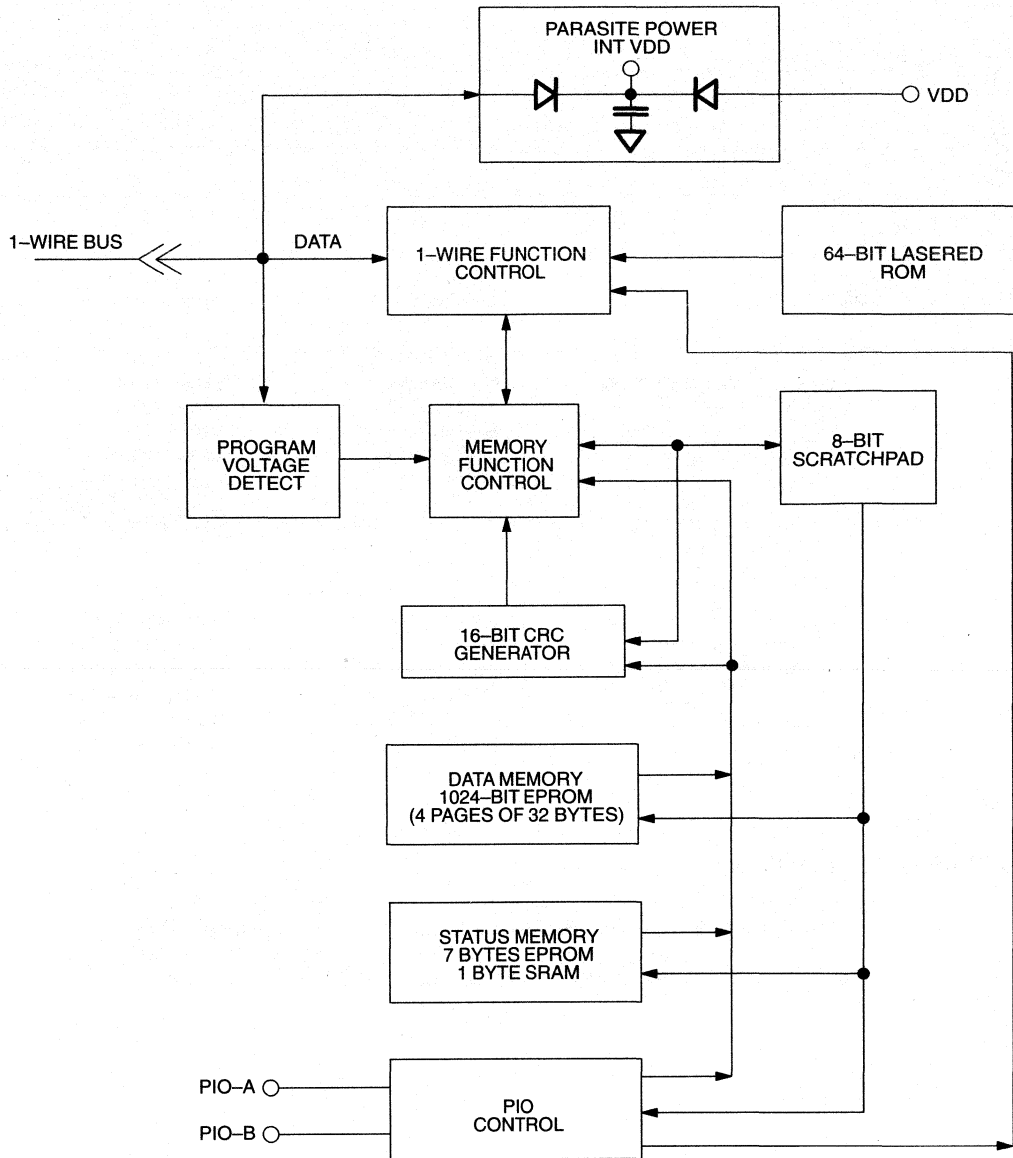 PARASITE POWER
INT VDD
VDD
1–WIRE BUS
DATA
1–WIRE FUNCTION
CONTROL
64–BIT LASERED
ROM
PROGRAM
VOLTAGE
DETECT
MEMORY
FUNCTION
CONTROL
8–BIT
SCRATCHPAD
16–BIT CRC
GENERATOR
DATA MEMORY
1024–BIT EPROM
(4 PAGES OF 32 BYTES)
STATUS MEMORY
7 BYTES EPROM
1 BYTE SRAM
PIO–A
PIO–B
PIO
CONTROL